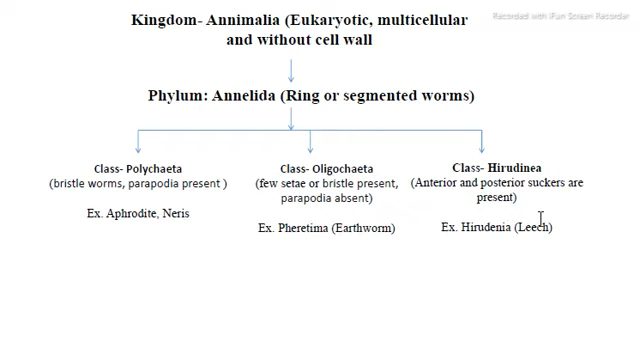 Recorded with iFun Screen Recorder
Kingdom- Annimalia (Eukaryotic, multicellular
and without cell wall
Phylum: Annelida (Ring or segmented worms)
Class- Polychaeta
(bristle worms, parapodia present )
Ex. Aphrodite, Neris
Class- Oligochaeta
(few setae or bristle present,
parapodia absent)
Ex. Pheretima (Earthworm)
Class- Hirudinea
(Anterior and posterior suckers are
present)
Ex. Hirudenia (Leech)